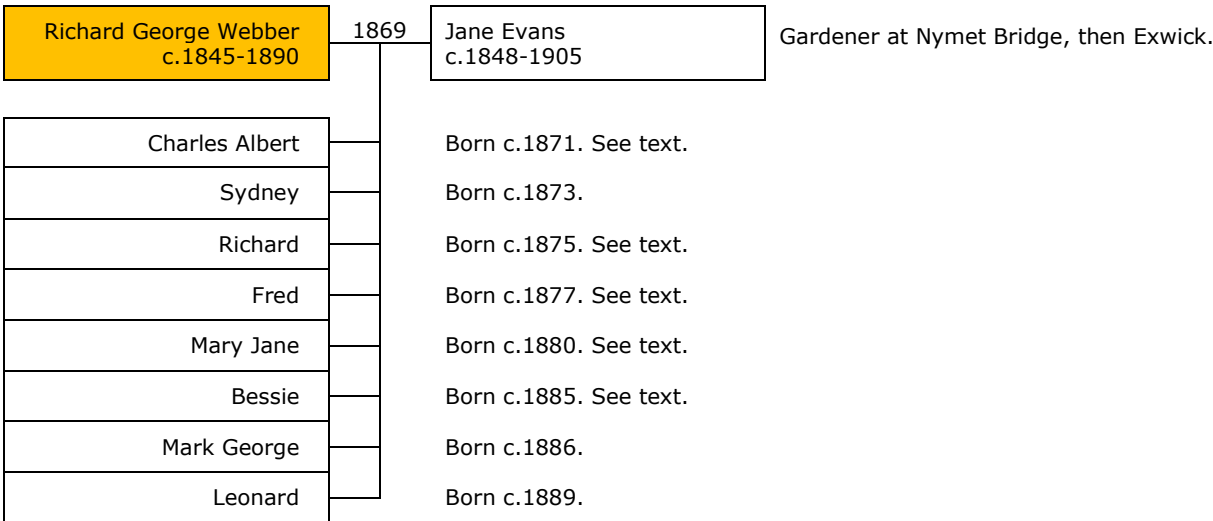 Richard George Webber
c.1845-1890
1869
Jane Evans
c.1848-1905
Gardener at Nymet Bridge, then Exwick.
Charles Albert
Born c.1871. See text.
Sydney
Born c.1873.
Richard
Born c.1875. See text.
Fred
Born c.1877. See text.
Mary Jane
Born c.1880. See text.
Bessie
Born c.1885. See text.
Mark George
Born c.1886.
Leonard
Born c.1889.